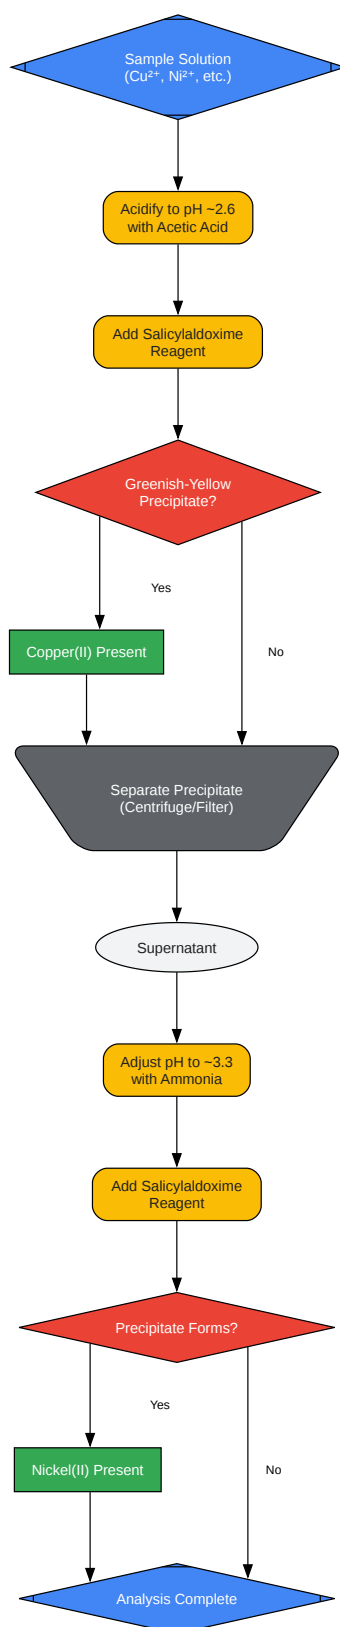 Sample Solution
(Cu²⁺, Ni²⁺, etc.)
Acidify to pH ~2.6
with Acetic Acid
Add Salicylaldoxime
Reagent
Greenish-Yellow
Precipitate?
Yes
Copper(II) Present
No
Separate Precipitate
(Centrifuge/Filter)
Supernatant
Adjust pH to ~3.3
with Ammonia
Add Salicylaldoxime
Reagent
Precipitate Forms?
Yes
Nickel(II) Present
No
Analysis Complete